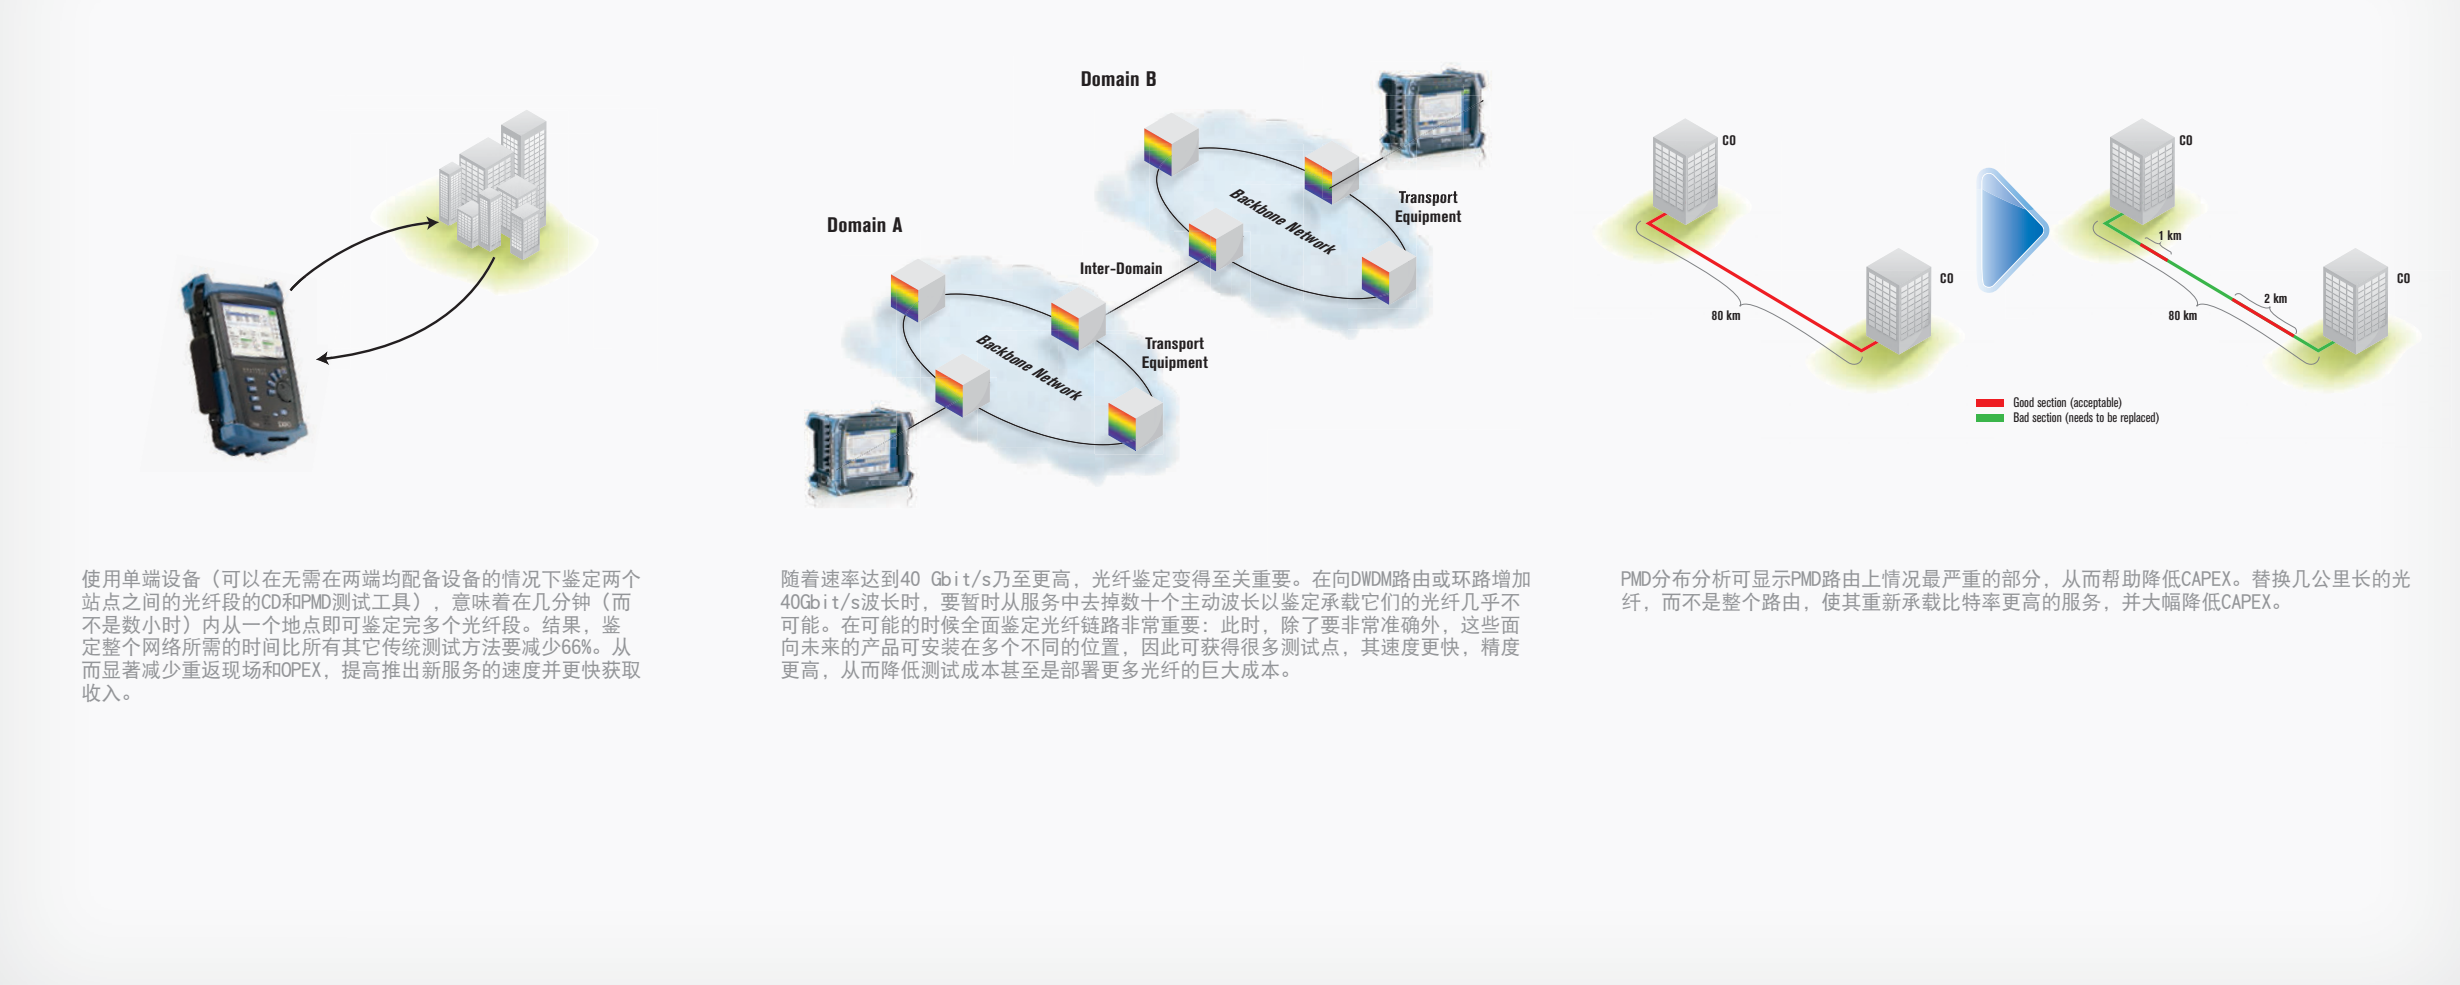 Domain B
Domain A
Backbone Network
Transport
Equipment
Inter-Domain
Backbone Network
Transport
Equipment
CO
CO
80 km
CO
1 km
CO
2 km
80 km
Good section (acceptable)
Bad section (needs to be replaced)
使用单端设备（可以在无需在两端均配备设备的情况下鉴定两个
站点之间的光纤段的CD和PMD测试工具），意味着在几分钟（而
不是数小时）内从一个地点即可鉴定完多个光纤段。结果，鉴
定整个网络所需的时间比所有其它传统测试方法要减少66%。从
而显著减少重返现场和OPEX，提高推出新服务的速度并更快获取
收入。
随着速率达到40 Gbit/s乃至更高，光纤鉴定变得至关重要。在向DWDM路由或环路增加
40Gbit/s波长时，要暂时从服务中去掉数十个主动波长以鉴定承载它们的光纤几乎不
可能。在可能的时候全面鉴定光纤链路非常重要：此时，除了要非常准确外，这些面
向未来的产品可安装在多个不同的位置，因此可获得很多测试点，其速度更快，精度
更高，从而降低测试成本甚至是部署更多光纤的巨大成本。
PMD分布分析可显示PMD路由上情况最严重的部分，从而帮助降低CAPEX。替换几公里长的光
纤，而不是整个路由，使其重新承载比特率更高的服务，并大幅降低CAPEX。